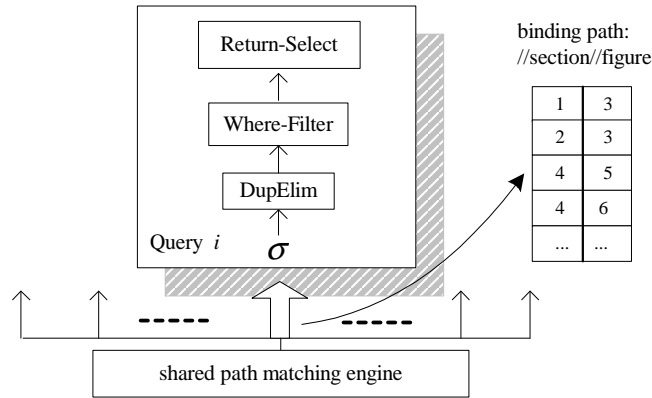 Return-Select
Where-Filter
DupElim
Query i
σ
binding path:
//section//figure
1 3
2 3
4 5
4 6
... ...
shared path matching engine